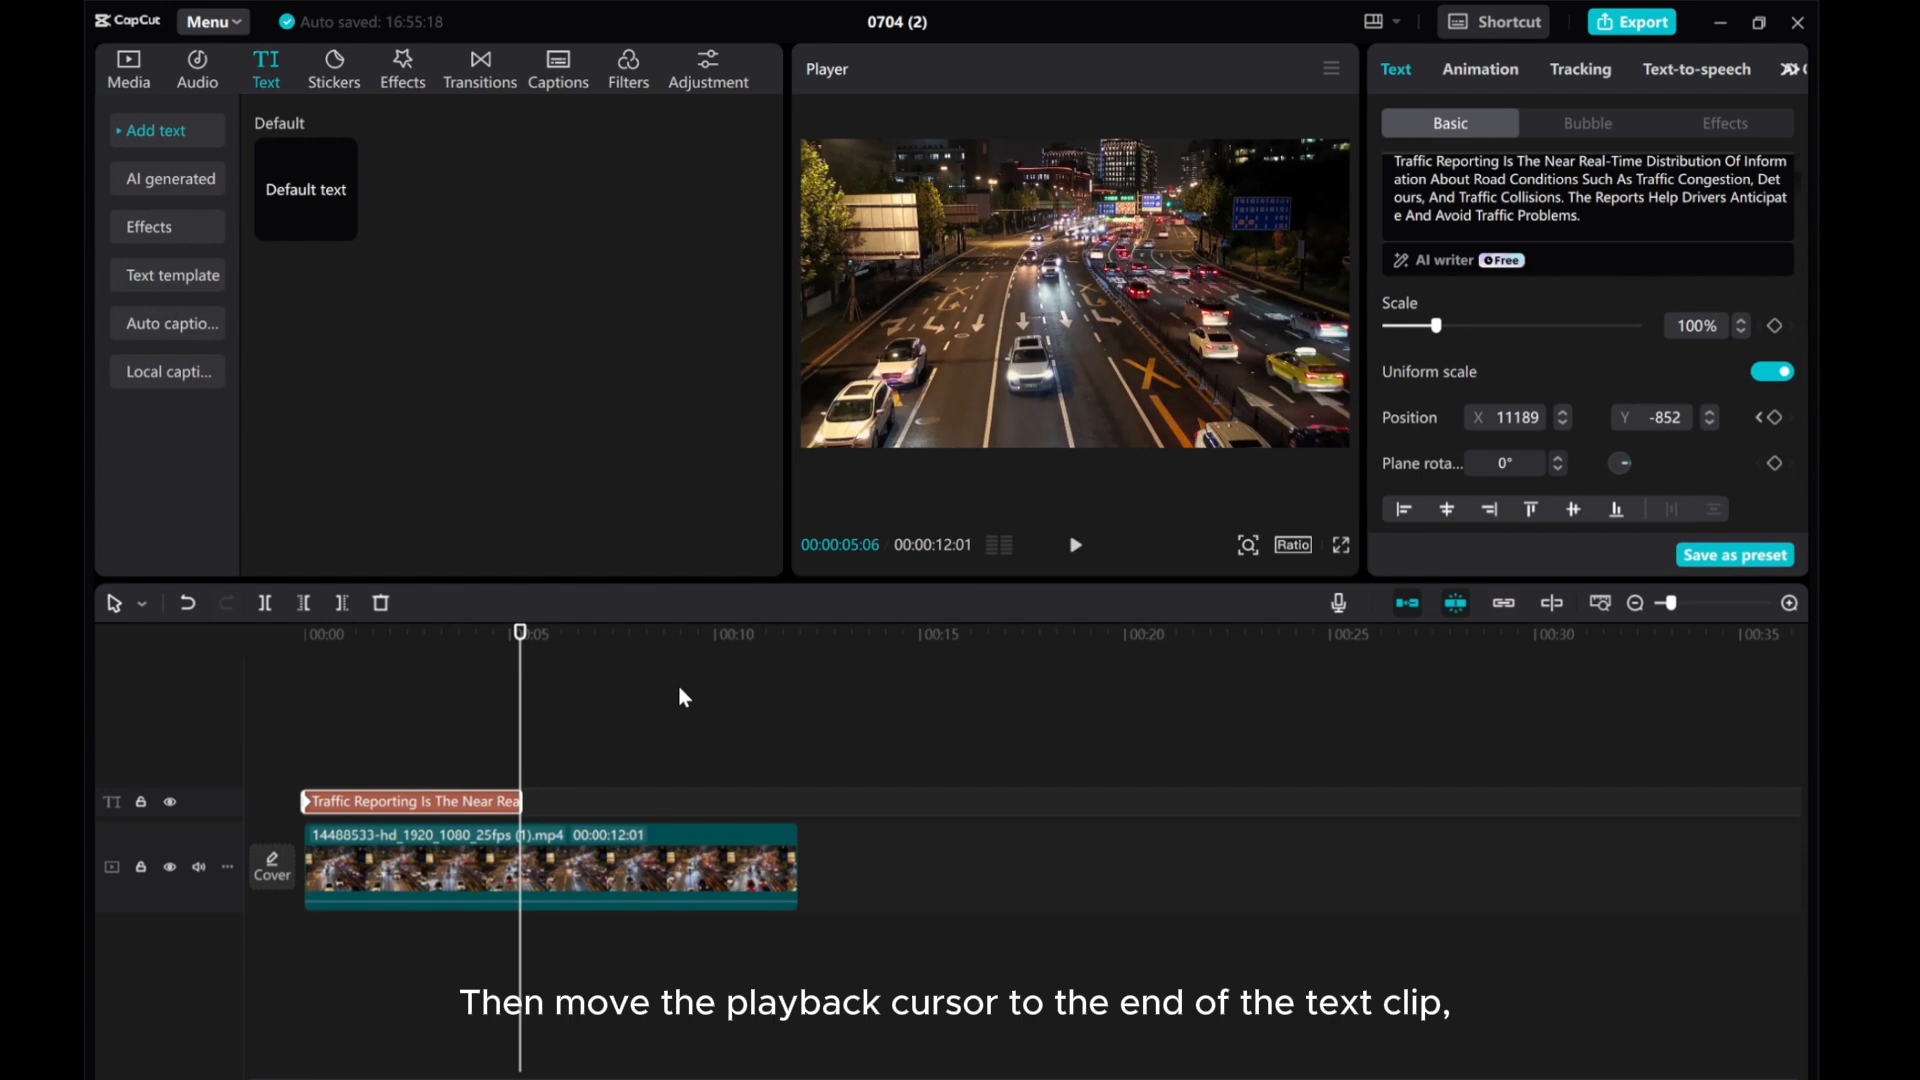 CapCut
Menu
Auto saved: 16:55:18
0704 (2)
Shortcut
Export
Media
Audio
TI
Text
Stickers
Effects
Transitions
Captions
Filters
Adjustment
Add text
AI generated
Effects
Text template
Auto captio...
Local capti...
Default
Default text
Player
00:00:05:06
00:00:12:01
Ratio
Text
Animation
Tracking
Text-to-speech
Basic
Bubble
Effects
Traffic Reporting Is The Near Real-Time Distribution Of Inform
ation About Road Conditions Such As Traffic Congestion, Det
ours, And Traffic Collisions. The Reports Help Drivers Anticipat
e And Avoid Traffic Problems.
AI writer Free
Scale
100%
Uniform scale
Position X 11189 Y -852
Plane rota... 0°
Save as preset
00:00
0:05
00:10
00:15
00:20
00:25
00:30
00:35
TI
Traffic Reporting Is The Near Rea
14488533-hd_1920_1080_25fps (1).mp4 00:00:12:01
Cover
Then move the playback cursor to the end of the text clip,